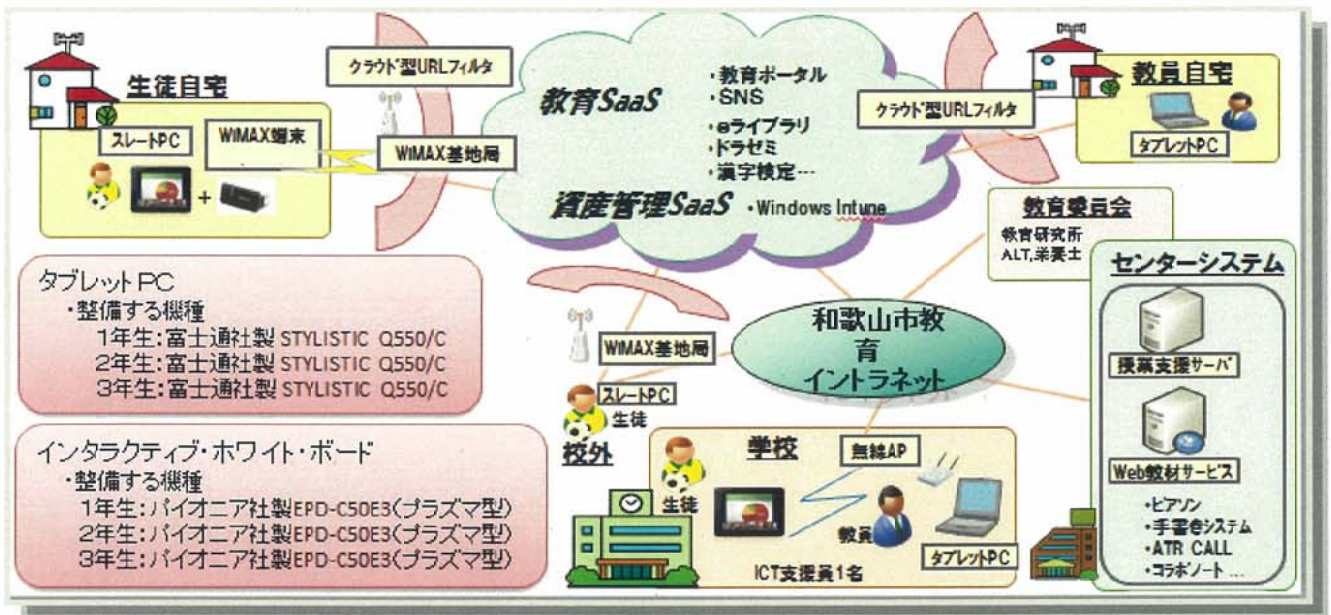 生徒自宅
スレートPC
WiMAX端末
+
クラウド型URLフィルタ
WiMAX基地局
教育SaaS
・教育ポータル
・SNS
・eライブラリ
・ドラゼミ
・漢字検定…
資産管理SaaS ・Windows Intune
クラウド型URLフィルタ
教員自宅
タブレットPC
教育委員会
教育研究所
ALT,栄養士
センターシステム
授業支援サーバ
Web教材サービス
・ピアソン
・手書きシステム
・ATR CALL
・コラボノート …
和歌山市教
育
イントラネット
WiMAX基地局
スレートPC
生徒
校外
学校
無線AP
生徒
教員
タブレットPC
ICT支援員1名
タブレットPC
・整備する機種
1年生:富士通社製 STYLISTIC Q550/C
2年生:富士通社製 STYLISTIC Q550/C
3年生:富士通社製 STYLISTIC Q550/C
インタラクティブ・ホワイト・ボード
・整備する機種
1年生:パイオニア社製EPD-C50E3(プラズマ型)
2年生:パイオニア社製EPD-C50E3(プラズマ型)
3年生:パイオニア社製EPD-C50E3(プラズマ型)